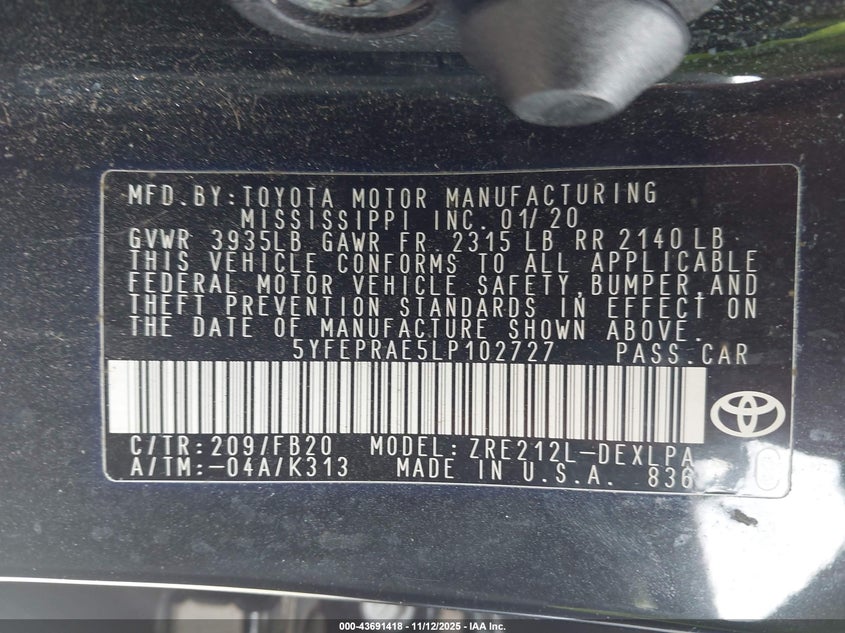 MFD.BY:TOYOTA MOTOR MANUFACTURING
MISSISSIPPI INC. 01/20
GVWR 3935LB GAWR FR.2315 LB RR 2140 LB
THIS VEHICLE CONFORMS TO ALL APPLICABLE
FEDERAL MOTOR VEHICLE SAFETY,BUMPER,AND
THEFT PREVENTION STANDARDS IN EFFECT ON
THE DATE OF MANUFACTURE SHOWN ABOVE.
5YFEPRAE5LP102727 PASS.CAR
C/TR:209/FB20 MODEL:ZRE212L-DEXLPA
A/TM:-04A/K313 MADE IN U.S.A. 836
C
000-43691418 - 11/12/2025 - IAA Inc.